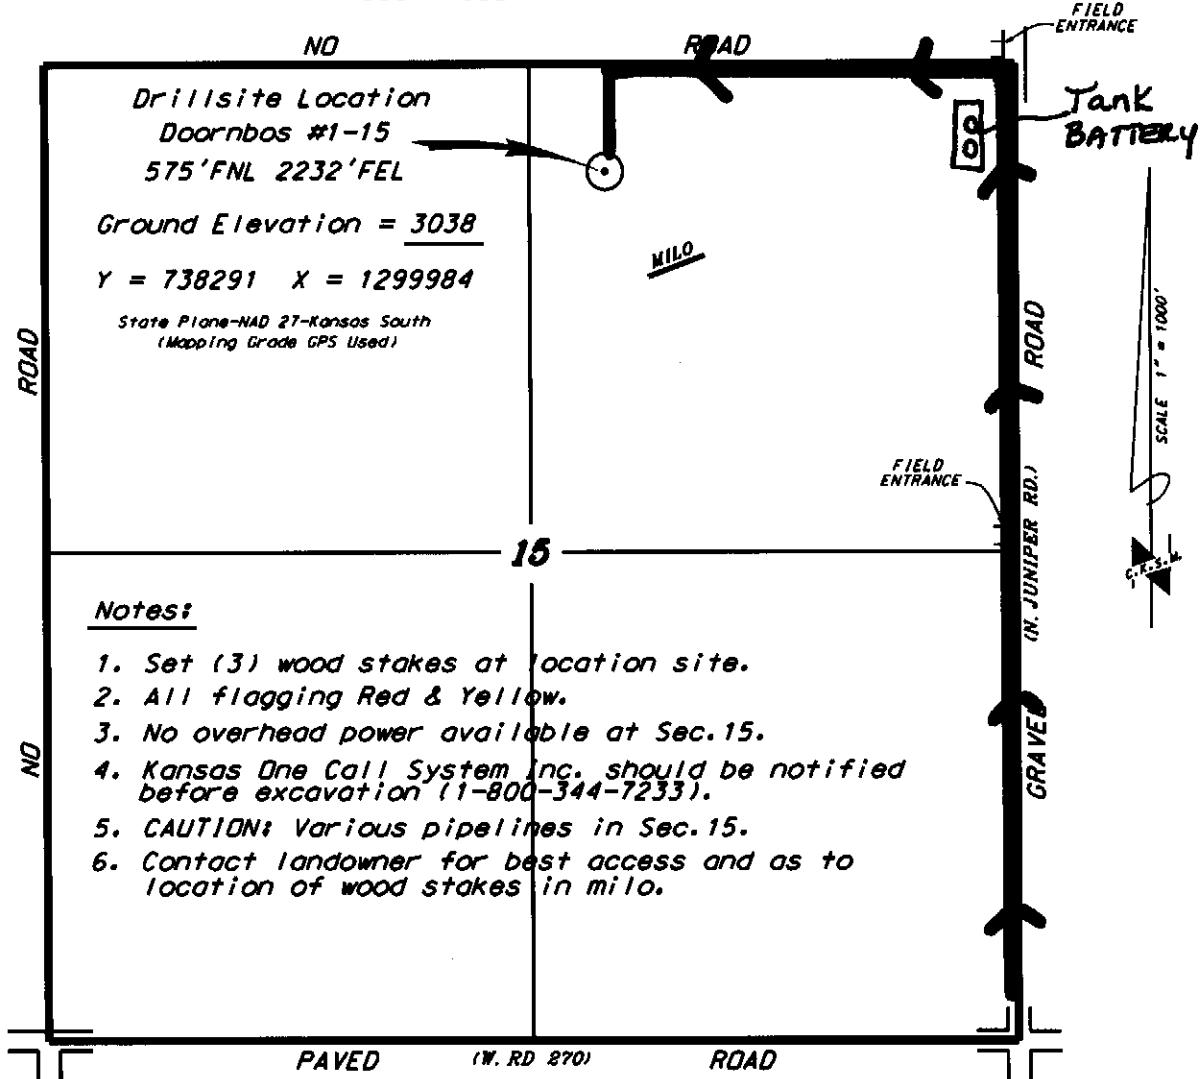 FIELD
ENTRANCE
NO ROAD
Drillsite Location
Doornbos #1-15
575'FNL 2232'FEL
Ground Elevation = 3038
Y = 738291 X = 1299984
State Plane-NAD 27-Kansas South
(Mapping Grade GPS Used)
Tank
BATTERY
MILO
ROAD
ROAD
SCALE 1" = 1000'
FIELD
ENTRANCE
(N. JUNIPER RD.)
15
C.K.S.M.
Notes:
1. Set (3) wood stakes at location site.
2. All flagging Red & Yellow.
3. No overhead power available at Sec.15.
4. Kansas One Call System Inc. should be notified
before excavation (1-800-344-7233).
5. CAUTION: Various pipelines in Sec.15.
6. Contact landowner for best access and as to
location of wood stakes in milo.
NO
GRAVEL
PAVED (W. RD 270) ROAD